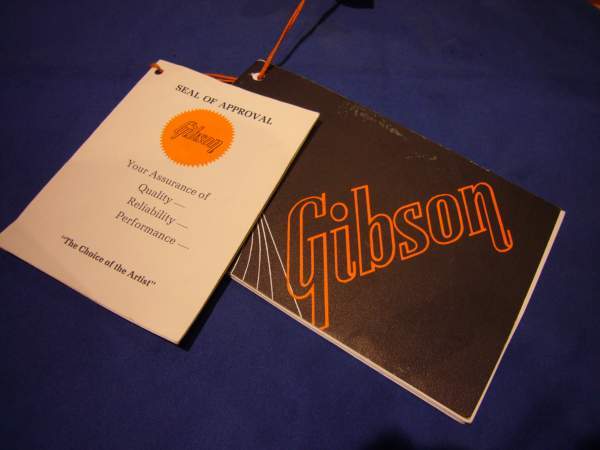 SEAL OF APPROVAL
Gibson
Your Assurance of
Quality —
Reliability —
Performance —
"The Choice of the Artist"
Gibson